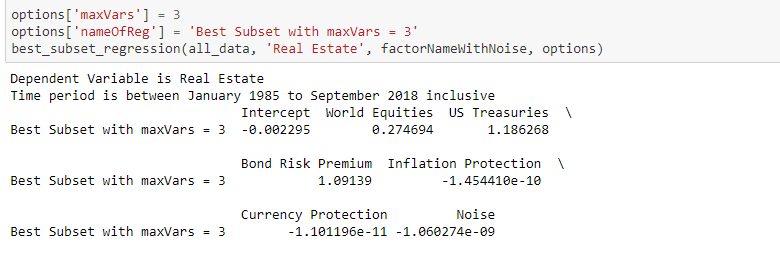 options['maxVars'] = 3
options['nameOfReg'] = 'Best Subset with maxVars = 3'
best_subset_regression(all_data, 'Real Estate', factorNameWithNoise, options)
Dependent Variable is Real Estate
Time period is between January 1985 to September 2018 inclusive
Intercept World Equities US Treasuries \
Best Subset with maxVars = 3 -0.002295 0.274694 1.186268
Bond Risk Premium Inflation Protection \
Best Subset with maxVars = 3 1.09139 -1.454410e-10
Currency Protection Noise
Best Subset with maxVars = 3 -1.101196e-11 -1.060274e-09